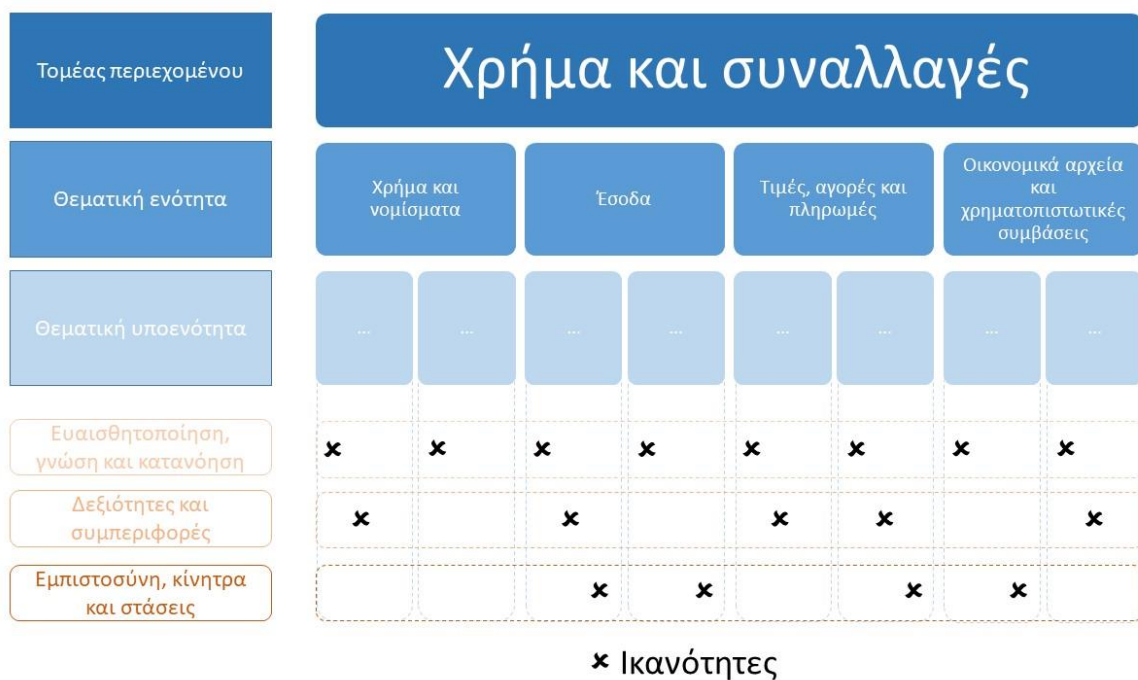 Τομέας περιεχομένου
Χρήμα και συναλλαγές
Θεματική ενότητα
Χρήμα και
νομίσματα
Έσοδα
Τιμές, αγορές και
πληρωμές
Οικονομικά αρχεία
και
χρηματοπιστωτικές
συμβάσεις
Θεματική υποενότητα
... ... ... ... ... ... ... ...
Ευαισθητοποίηση,
γνώση και κατανόηση
Δεξιότητες και
συμπεριφορές
Εμπιστοσύνη, κίνητρα
και στάσεις
✘ Ικανότητες